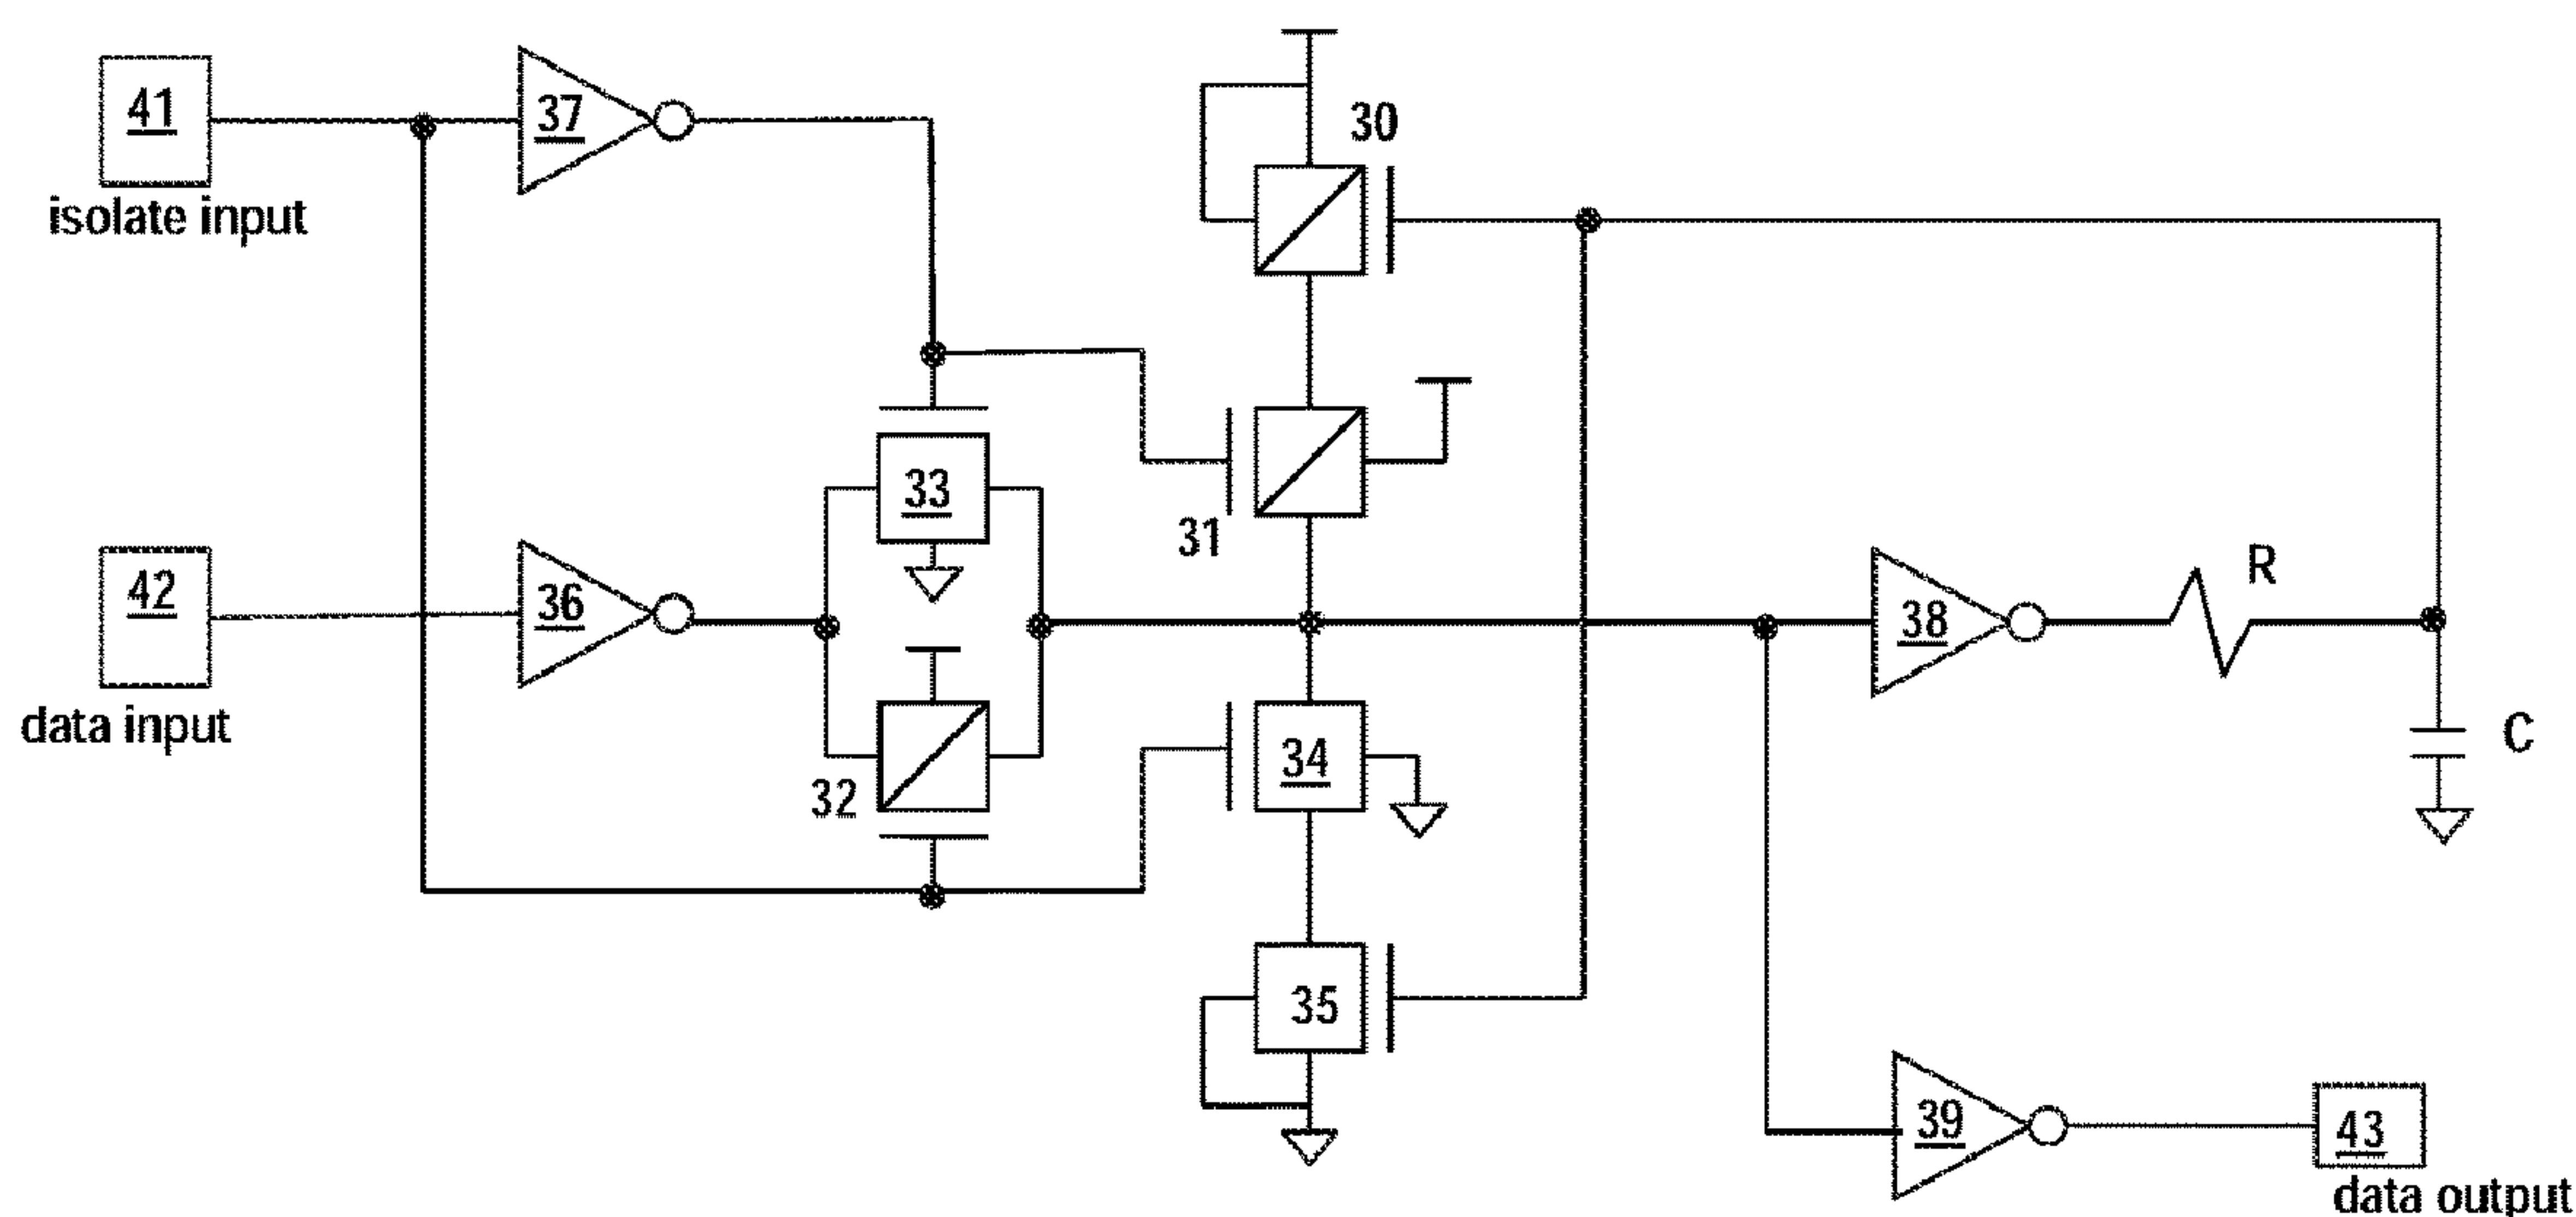 41
37
isolate input
30
42
36
data input
33
32
31
34
35
38
R
C
39
43
data output